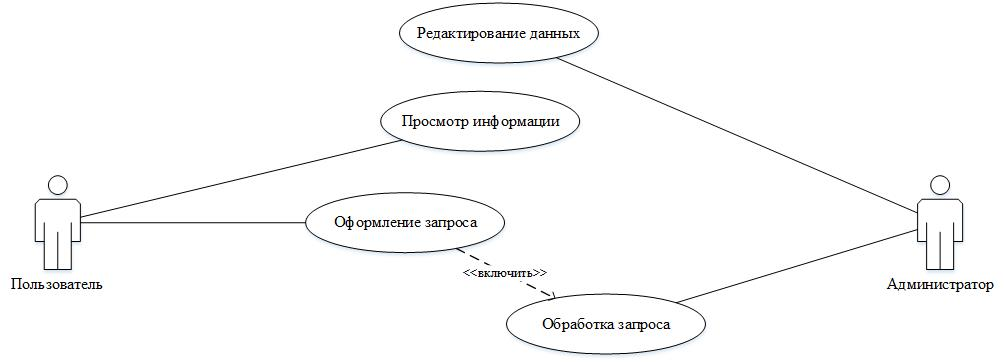 Редактирование данных
Просмотр информации
Оформление запроса
<<включить>>
Пользователь
Администратор
Обработка запроса